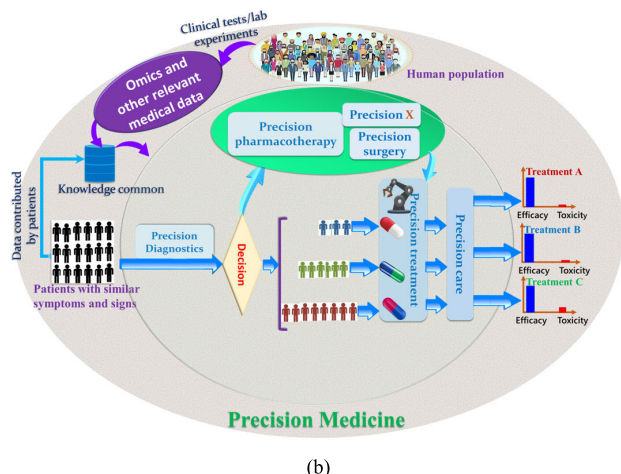 Clinical tests/lab
experiments
Human population
Omics and
other relevant
medical data
Knowledge common
Data contributed
by patients
Patients with similar
symptoms and signs
Precision
Diagnostics
Decision
Precision
pharmacotherapy
Precision X
Precision
surgery
Precision treatment
Precision care
Treatment A
Efficacy Toxicity
Treatment B
Efficacy Toxicity
Treatment C
Efficacy Toxicity
Precision Medicine
(b)